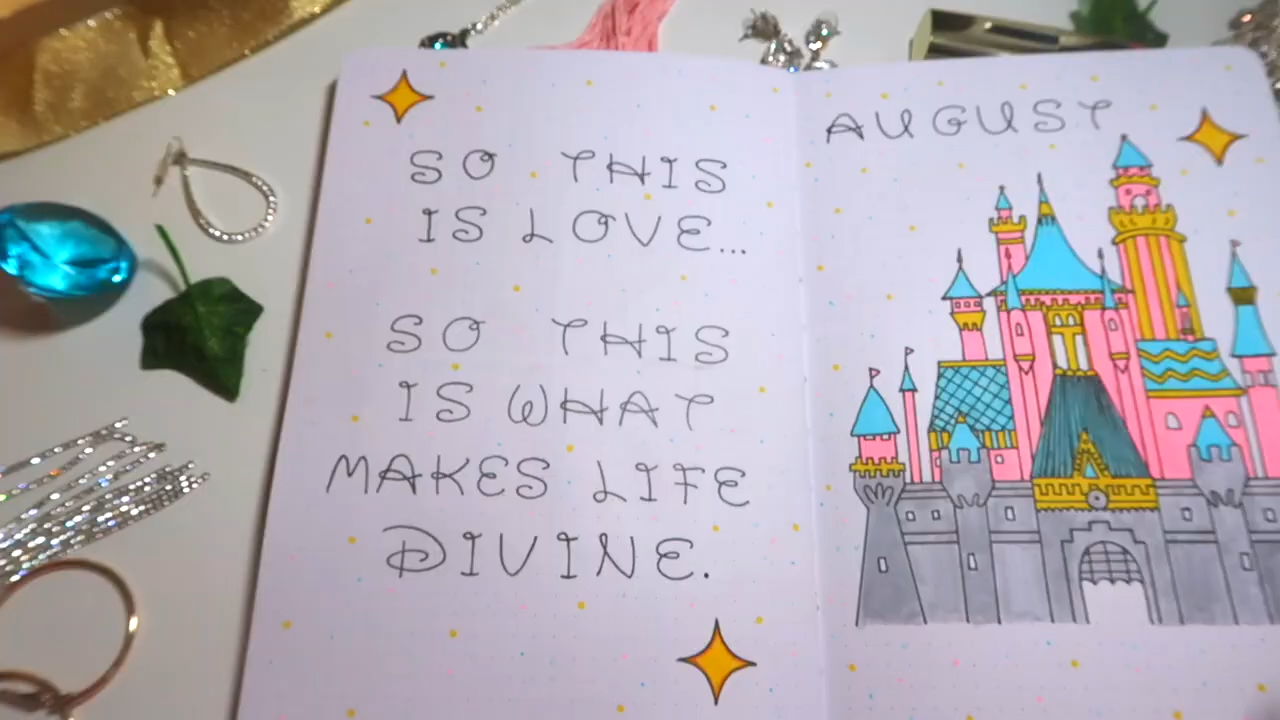 SO THIS
IS LOVE...
SO THIS
IS WHAT
MAKES LIFE
DIVINE.
AUGUST